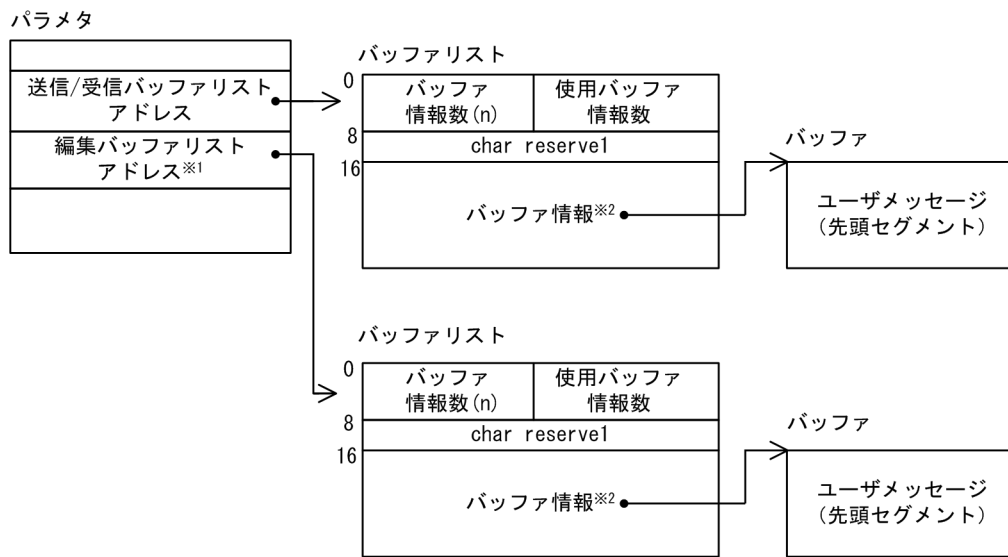 パラメタ
送信/受信バッファリスト
アドレス
編集バッファリスト
アドレス※1
バッファリスト
0
バッファ
情報数(n)
使用バッファ
情報数
8
char reserve1
16
バッファ情報※2
バッファ
ユーザメッセージ
(先頭セグメント)
バッファリスト
0
バッファ
情報数(n)
使用バッファ
情報数
8
char reserve1
16
バッファ情報※2
バッファ
ユーザメッセージ
(先頭セグメント)